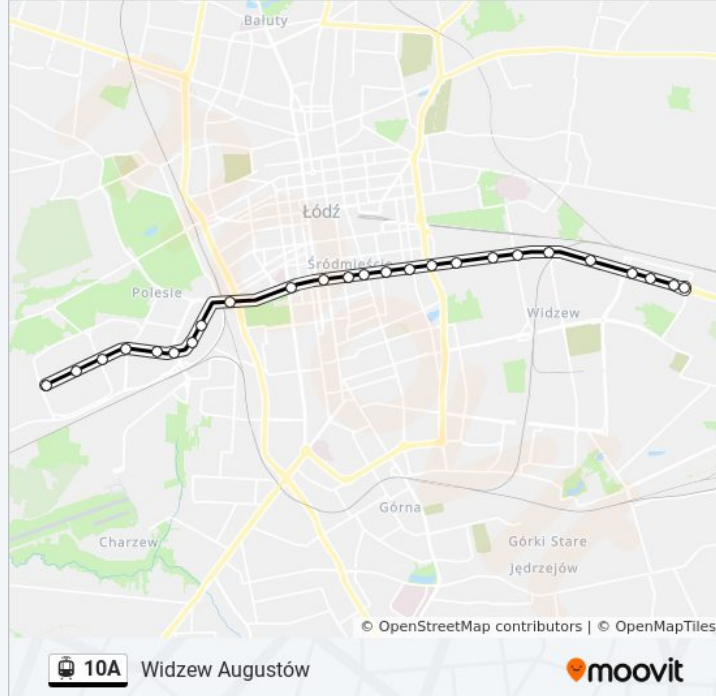 Bałuty
Łódź
Śródmieście
Polesie
Widzew
Górna
Charzew
Górki Stare
Jędrzejów
© OpenStreetMap contributors | © OpenMapTiles
10A Widzew Augustów
moovit